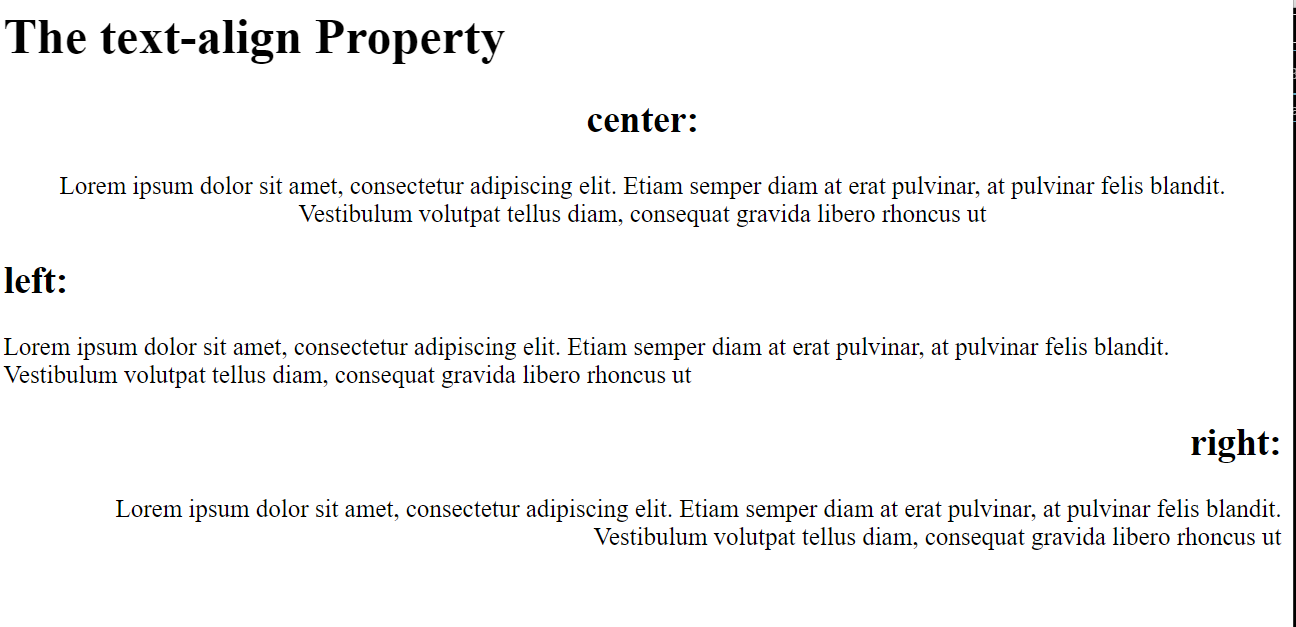 The text-align Property
center:
Lorem ipsum dolor sit amet, consectetur adipiscing elit. Etiam semper diam at erat pulvinar, at pulvinar felis blandit.
Vestibulum volutpat tellus diam, consequat gravida libero rhoncus ut
left:
Lorem ipsum dolor sit amet, consectetur adipiscing elit. Etiam semper diam at erat pulvinar, at pulvinar felis blandit.
Vestibulum volutpat tellus diam, consequat gravida libero rhoncus ut
right:
Lorem ipsum dolor sit amet, consectetur adipiscing elit. Etiam semper diam at erat pulvinar, at pulvinar felis blandit.
Vestibulum volutpat tellus diam, consequat gravida libero rhoncus ut